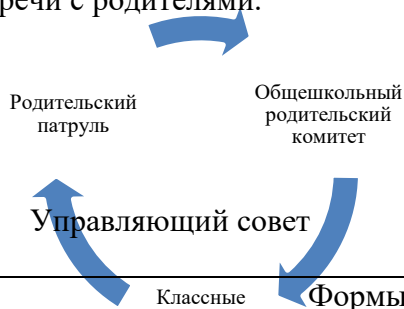 речи с родителями.
Родительский
патруль
Общешкольный
родительский
комитет
Управляющий совет
Классные
Формы